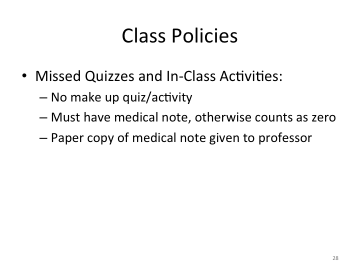 Class Policies
• Missed Quizzes and In-Class Activities:
– No make up quiz/activity
– Must have medical note, otherwise counts as zero
– Paper copy of medical note given to professor
28